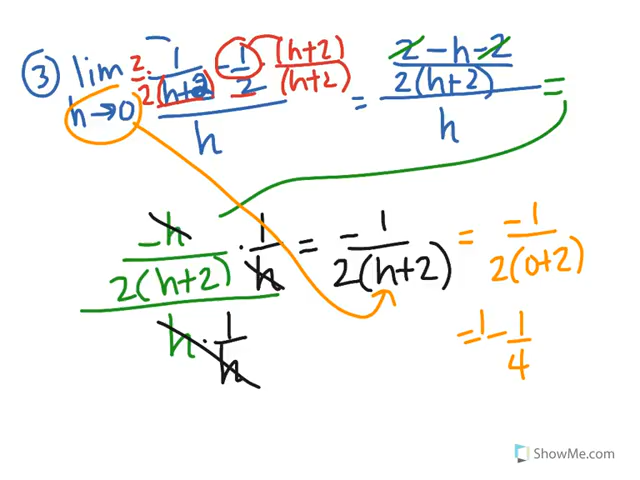 ③ lim h→0 (2/2 · 1/(h+2) - 1/2 · (h+2)/(h+2)) / h = ((2 - h - 2) / 2(h+2)) / h =
(-h / 2(h+2) · 1/h) / (h · 1/h) = -1 / 2(h+2) = -1 / 2(0+2)
= - 1/4
ShowMe.com